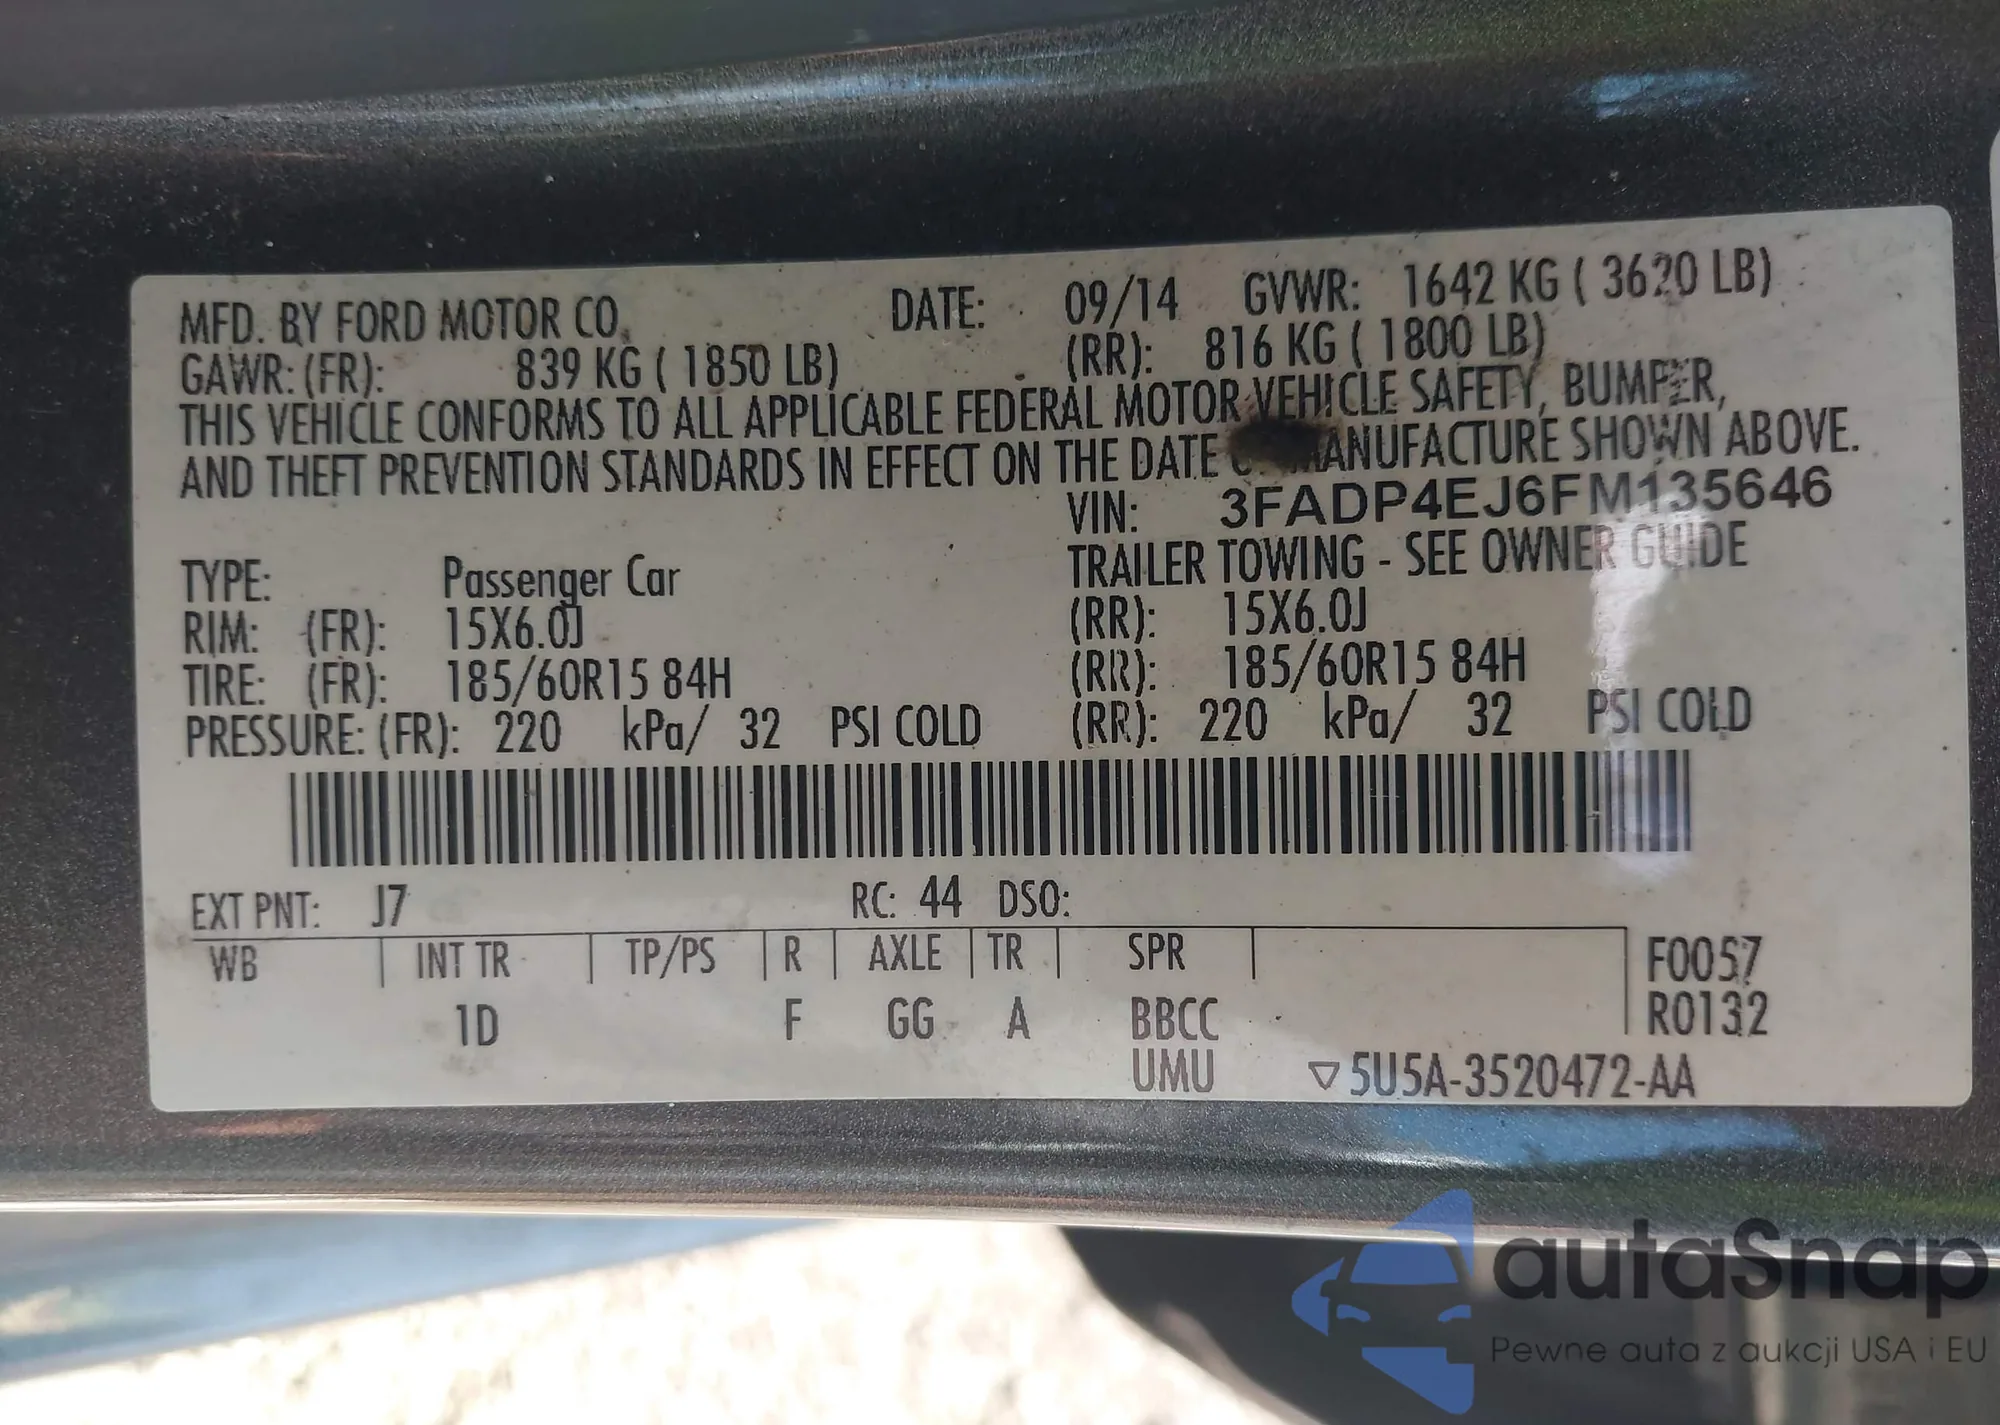 MFD. BY FORD MOTOR CO. DATE: 09/14 GVWR: 1642 KG ( 3620 LB)
GAWR: (FR): 839 KG ( 1850 LB) (RR): 816 KG ( 1800 LB)
THIS VEHICLE CONFORMS TO ALL APPLICABLE FEDERAL MOTOR VEHICLE SAFETY, BUMPER,
AND THEFT PREVENTION STANDARDS IN EFFECT ON THE DATE MANUFACTURE SHOWN ABOVE.
VIN: 3FADP4EJ6FM135646
TYPE: Passenger Car TRAILER TOWING - SEE OWNER GUIDE
RIM: (FR): 15X6.0J (RR): 15X6.0J
TIRE: (FR): 185/60R15 84H (RR): 185/60R15 84H
PRESSURE: (FR): 220 kPa/ 32 PSI COLD (RR): 220 kPa/ 32 PSI COLD
EXT PNT: J7 RC: 44 DSO:
WB INT TR TP/PS R AXLE TR SPR F0057
1D F GG A BBCC R0132
UMU ▽5U5A-3520472-AA
autaSnap
Pewne auta z aukcji USA i EU